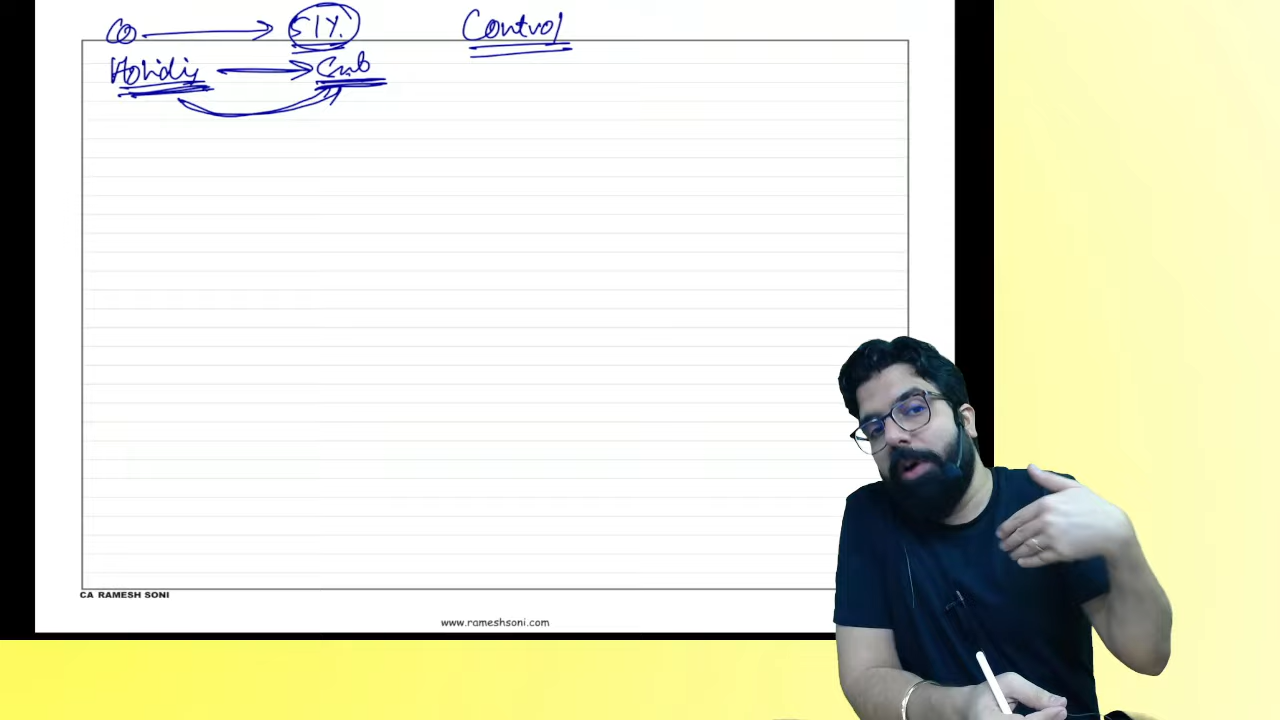 CO → 51%. Control
Holding → Sub
CA RAMESH SONI
www.rameshsoni.com